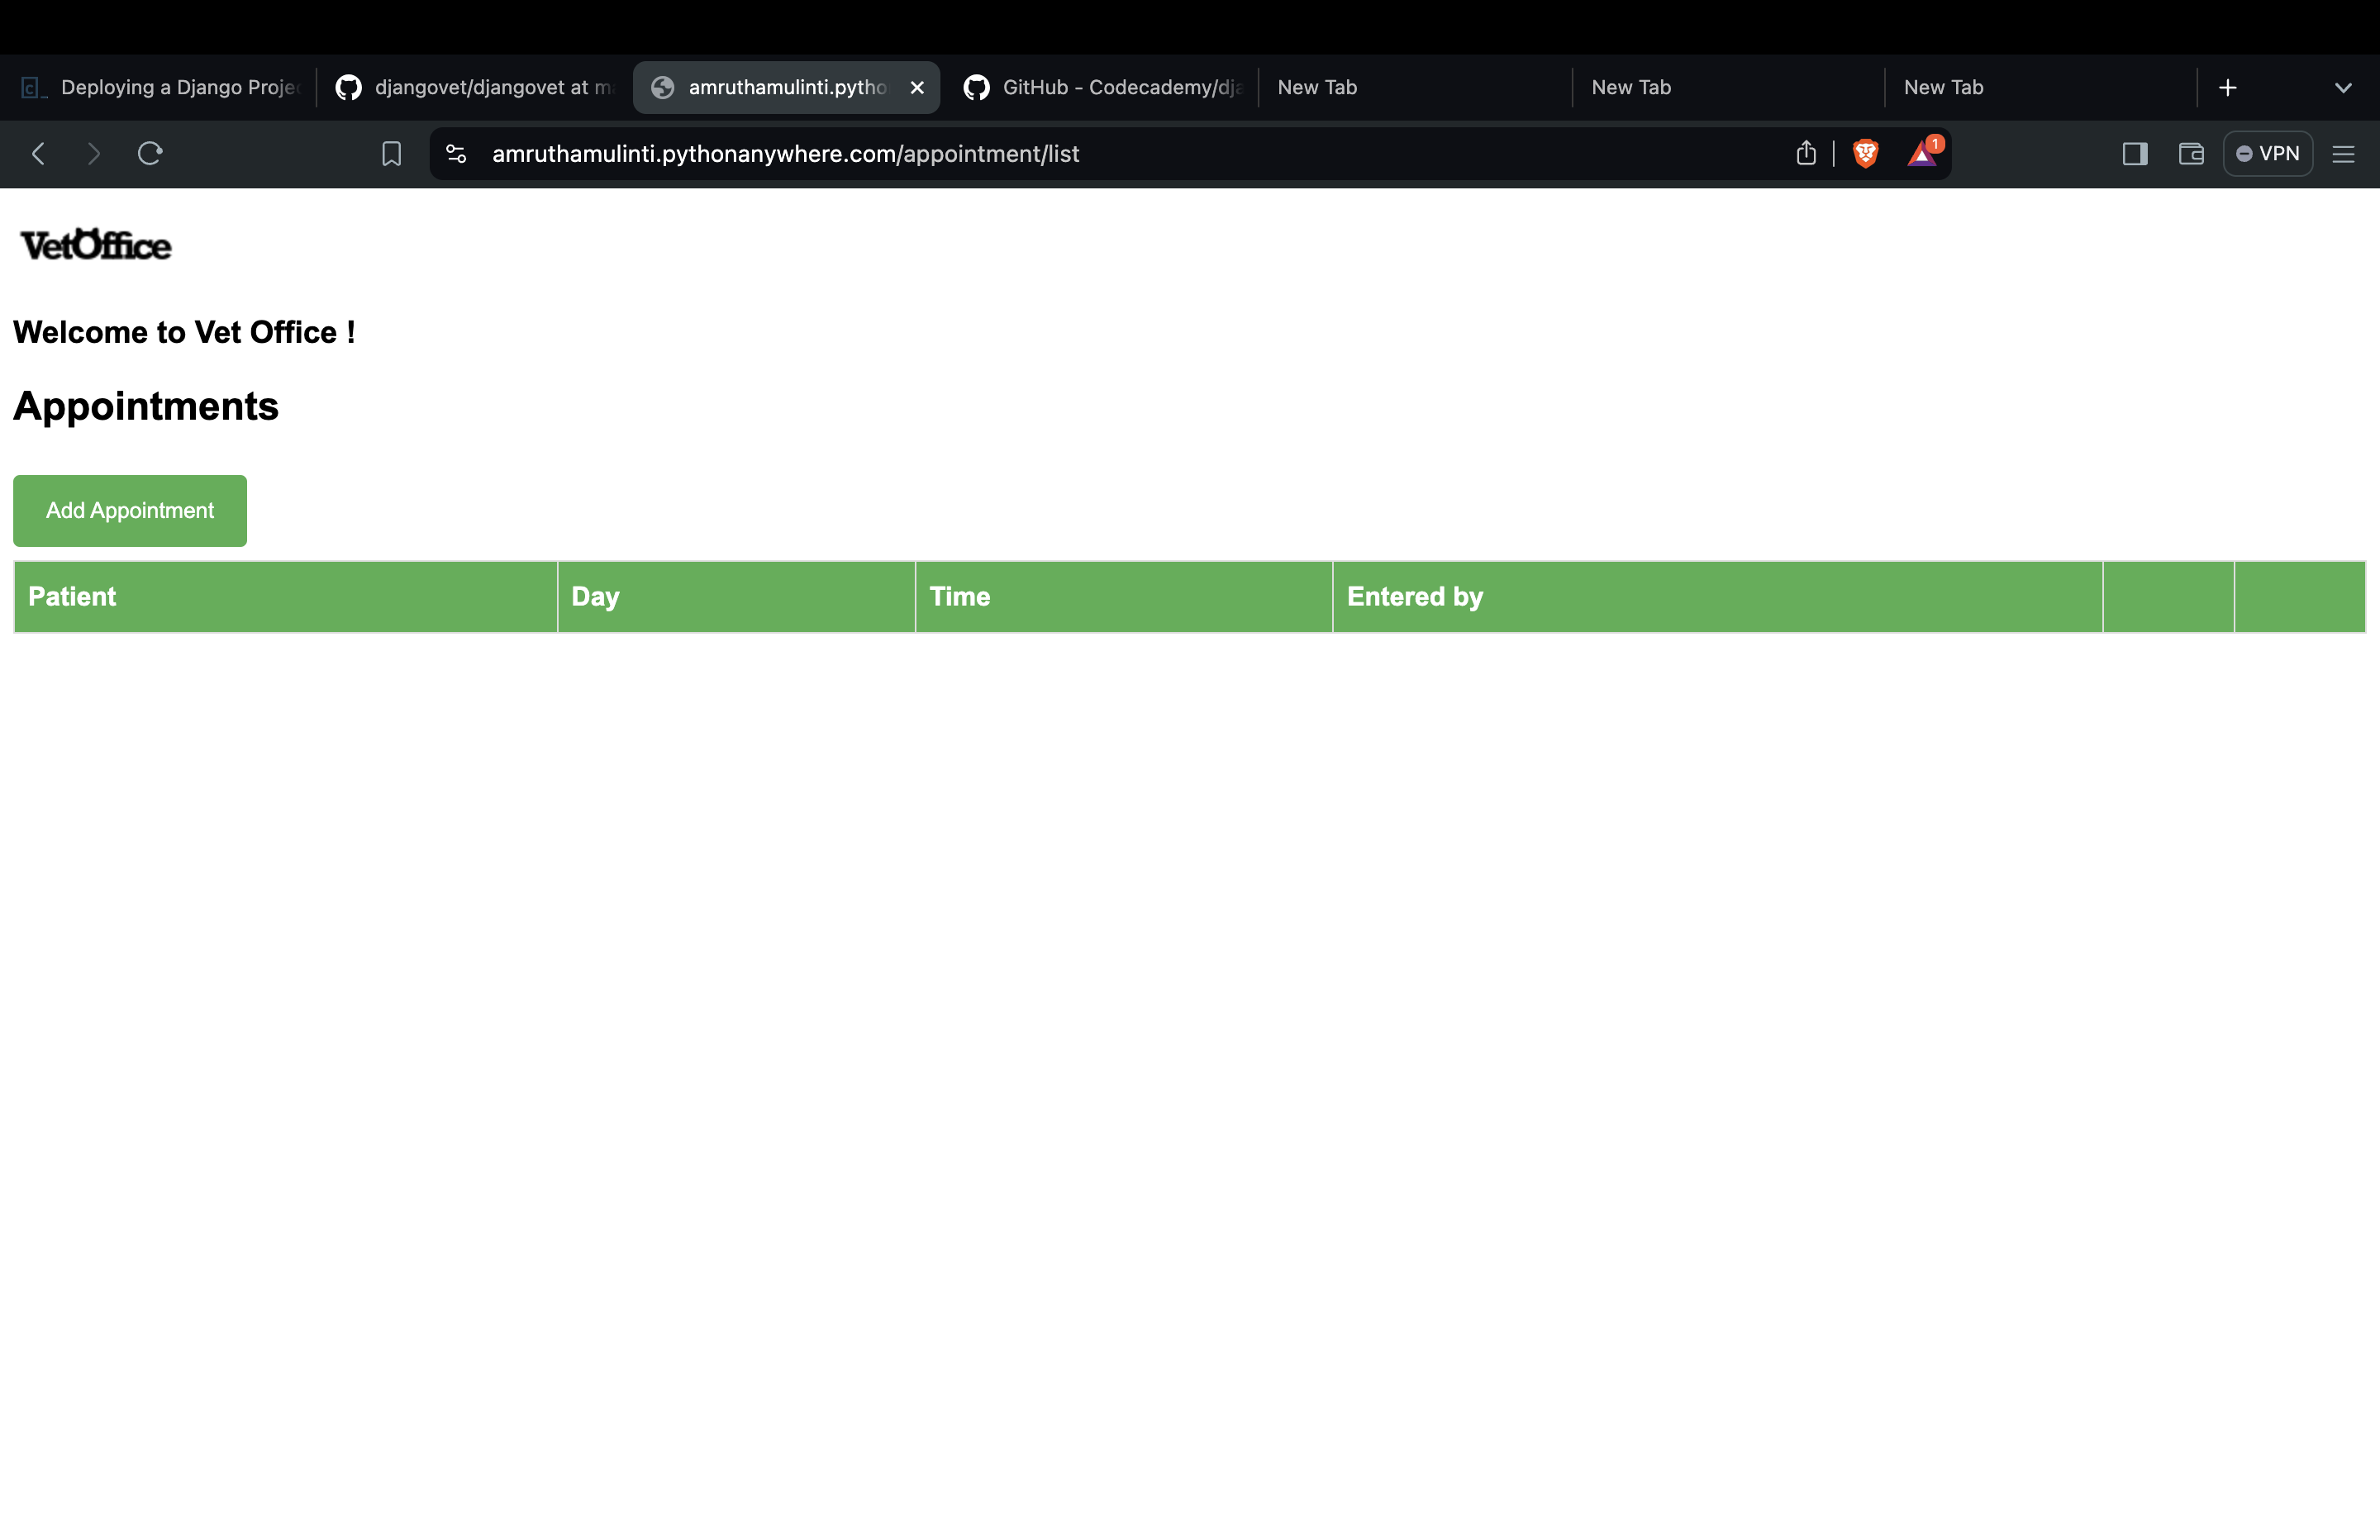 Deploying a Django Projec
djangovet/djangovet at m
amruthamulinti.pytho
GitHub - Codecademy/dja
New Tab
New Tab
New Tab
amruthamulinti.pythonanywhere.com/appointment/list
1
VPN
VetOffice
Welcome to Vet Office !
Appointments
Add Appointment
Patient Day Time Entered by